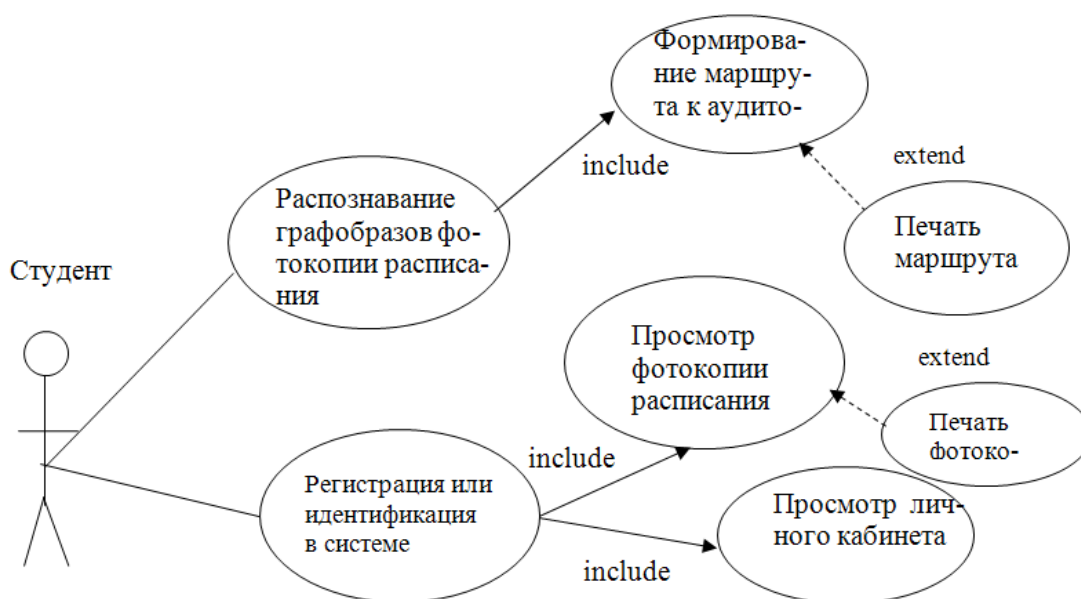 Формирова-
ние маршру-
та к аудито-
include
extend
Распознавание
графобразов фо-
токопии расписа-
ния
Печать
маршрута
Студент
Просмотр
фотокопии
расписания
extend
Печать
фотоко-
include
Регистрация или
идентификация
в системе
Просмотр лич-
ного кабинета
include